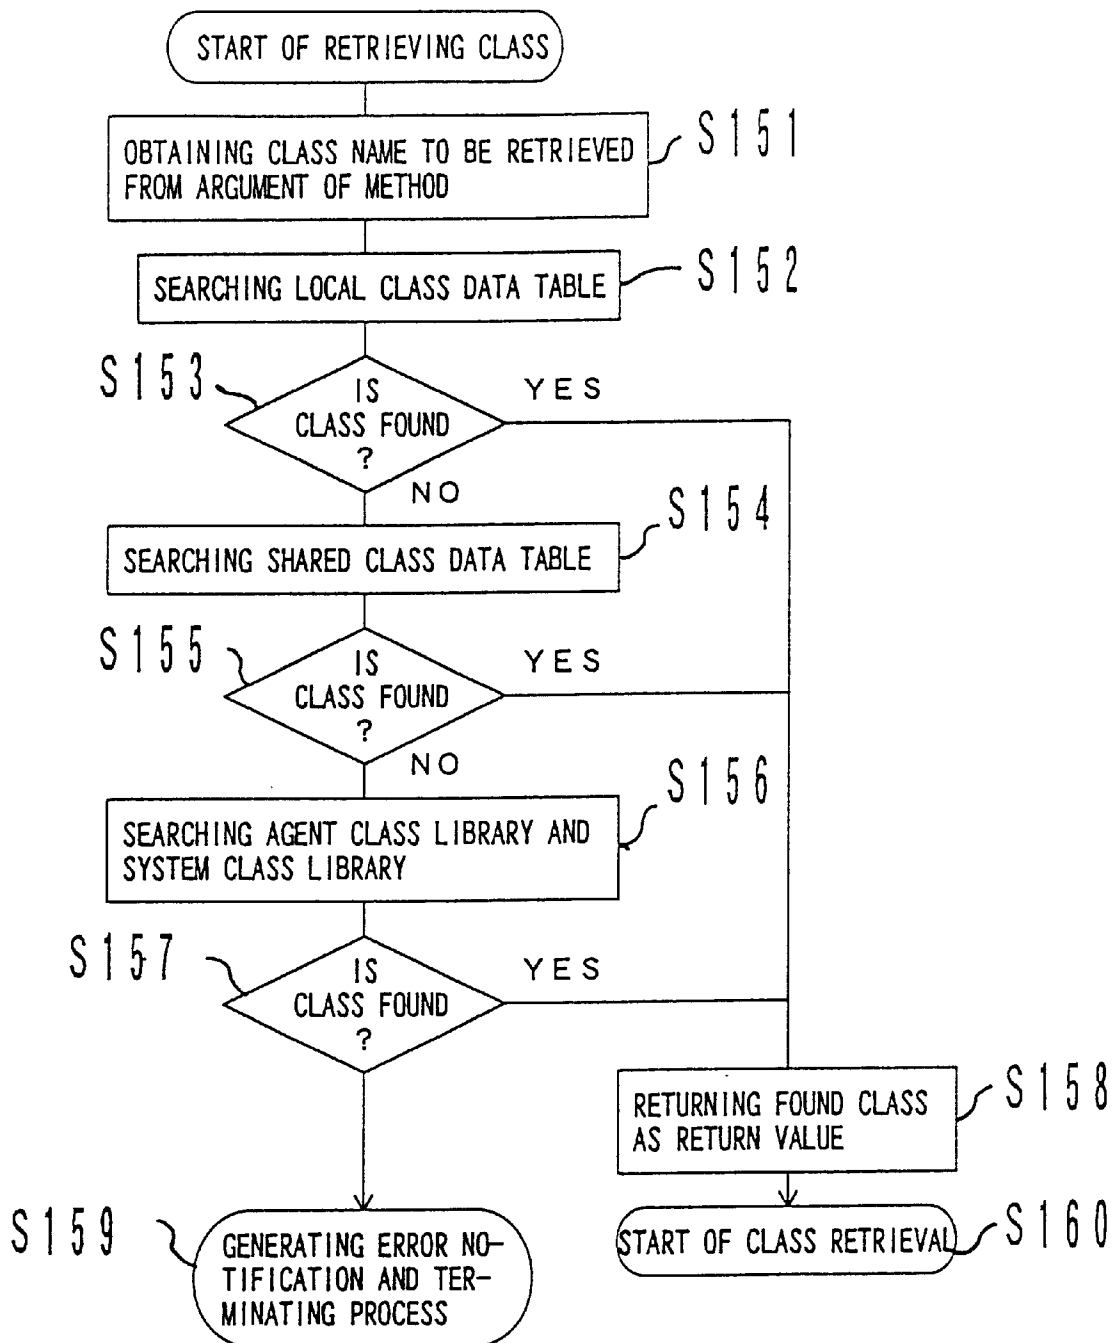 START OF RETRIEVING CLASS
OBTAINING CLASS NAME TO BE RETRIEVED
FROM ARGUMENT OF METHOD
S151
SEARCHING LOCAL CLASS DATA TABLE
S152
S153
IS
CLASS FOUND
?
YES
NO
S154
SEARCHING SHARED CLASS DATA TABLE
S155
IS
CLASS FOUND
?
YES
NO
S156
SEARCHING AGENT CLASS LIBRARY AND
SYSTEM CLASS LIBRARY
S157
IS
CLASS FOUND
?
YES
RETURNING FOUND CLASS
AS RETURN VALUE
S158
S159
GENERATING ERROR NO-
TIFICATION AND TER-
MINATING PROCESS
START OF CLASS RETRIEVAL
S160